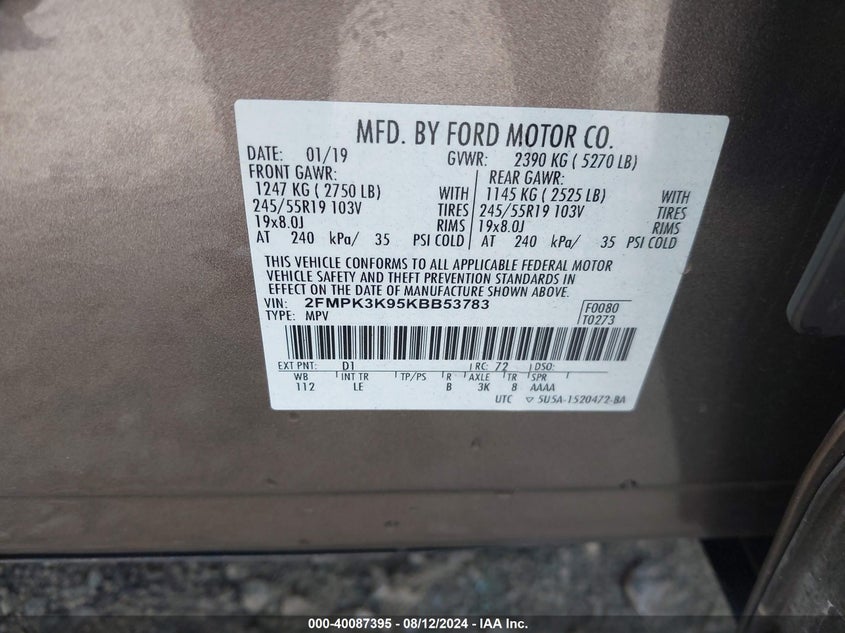 MFD. BY FORD MOTOR CO.
DATE: 01/19 GVWR: 2390 KG ( 5270 LB)
FRONT GAWR: REAR GAWR:
1247 KG ( 2750 LB) WITH 1145 KG ( 2525 LB) WITH
245/55R19 103V TIRES 245/55R19 103V TIRES
19x8.0J RIMS 19x8.0J RIMS
AT 240 kPa/ 35 PSI COLD AT 240 kPa/ 35 PSI COLD
THIS VEHICLE CONFORMS TO ALL APPLICABLE FEDERAL MOTOR
VEHICLE SAFETY AND THEFT PREVENTION STANDARDS IN
EFFECT ON THE DATE OF MANUFACTURE SHOWN ABOVE.
VIN: 2FMPK3K95KBB53783 F0080
TYPE: MPV T0273
EXT PNT: D1 RC: 72 DSO:
WB INT TR TP/PS R AXLE TR SPR
112 LE B 3K 8 AAAA
UTC ▽ 5U5A-1520472-BA
000-40087395 - 08/12/2024 - IAA Inc.